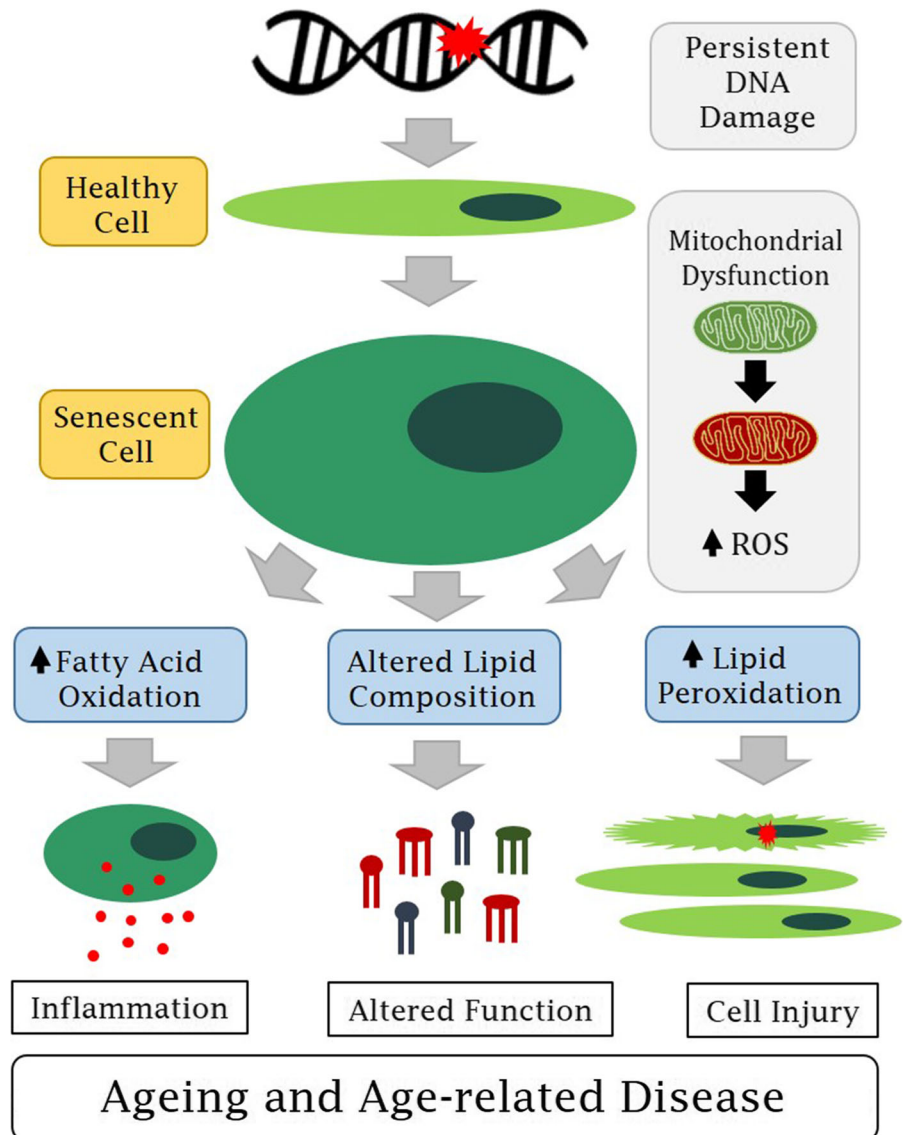 Persistent
DNA
Damage
Healthy
Cell
Mitochondrial
Dysfunction
Senescent
Cell
ROS
Fatty Acid
Oxidation
Altered Lipid
Composition
Lipid
Peroxidation
Inflammation
Altered Function
Cell Injury
Ageing and Age-related Disease